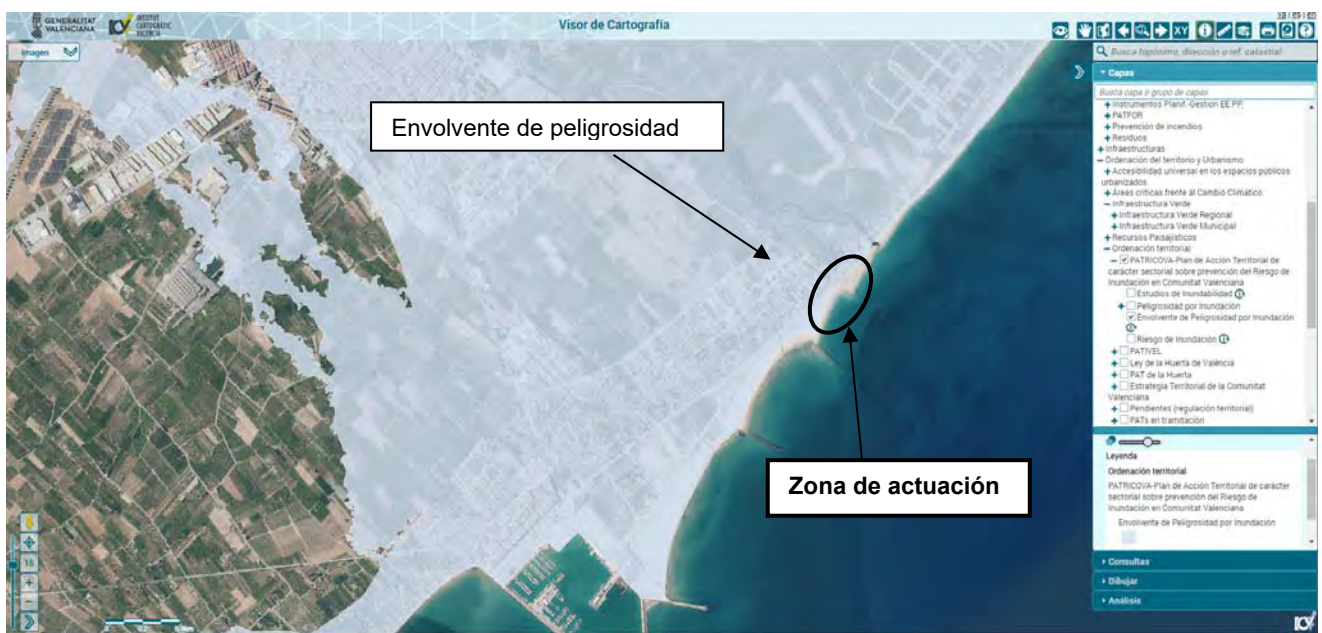 GENERALITAT
VALENCIANA
INSTITUT
CARTOGRÀFIC
VALENCIÀ
Visor de Cartografía
XY
Imagen
Busca topónimo, dirección o ref. catastral
Capas
Busca capa o grupo de capas
Instrumentos Planif.-Gestion EE.PP.
PATFOR
Prevención de incendios
Residuos
Infraestructuras
Ordenación del territorio y Urbanismo
Accesibilidad universal en los espacios públicos
urbanizados
Áreas críticas frente al Cambio Climático
Infraestructura Verde
Infraestructura Verde Regional
Infraestructura Verde Municipal
Recursos Paisajísticos
Ordenación territorial
PATRICOVA-Plan de Acción Territorial de
carácter sectorial sobre prevención del Riesgo de
Inundación en Comunitat Valenciana
Estudios de Inundabilidad
Peligrosidad por Inundación
Envolvente de Peligrosidad por Inundación
Riesgo de Inundación
PATIVEL
Ley de la Huerta de València
PAT de la Huerta
Estrategia Territorial de la Comunitat
Valenciana
Pendientes (regulación territorial)
PATs en tramitación
Leyenda
Ordenación territorial
PATRICOVA-Plan de Acción Territorial de carácter
sectorial sobre prevención del Riesgo de
Inundación en Comunitat Valenciana
Envolvente de Peligrosidad por Inundación
Consultas
Dibujar
Análisis
Envolvente de peligrosidad
Zona de actuación